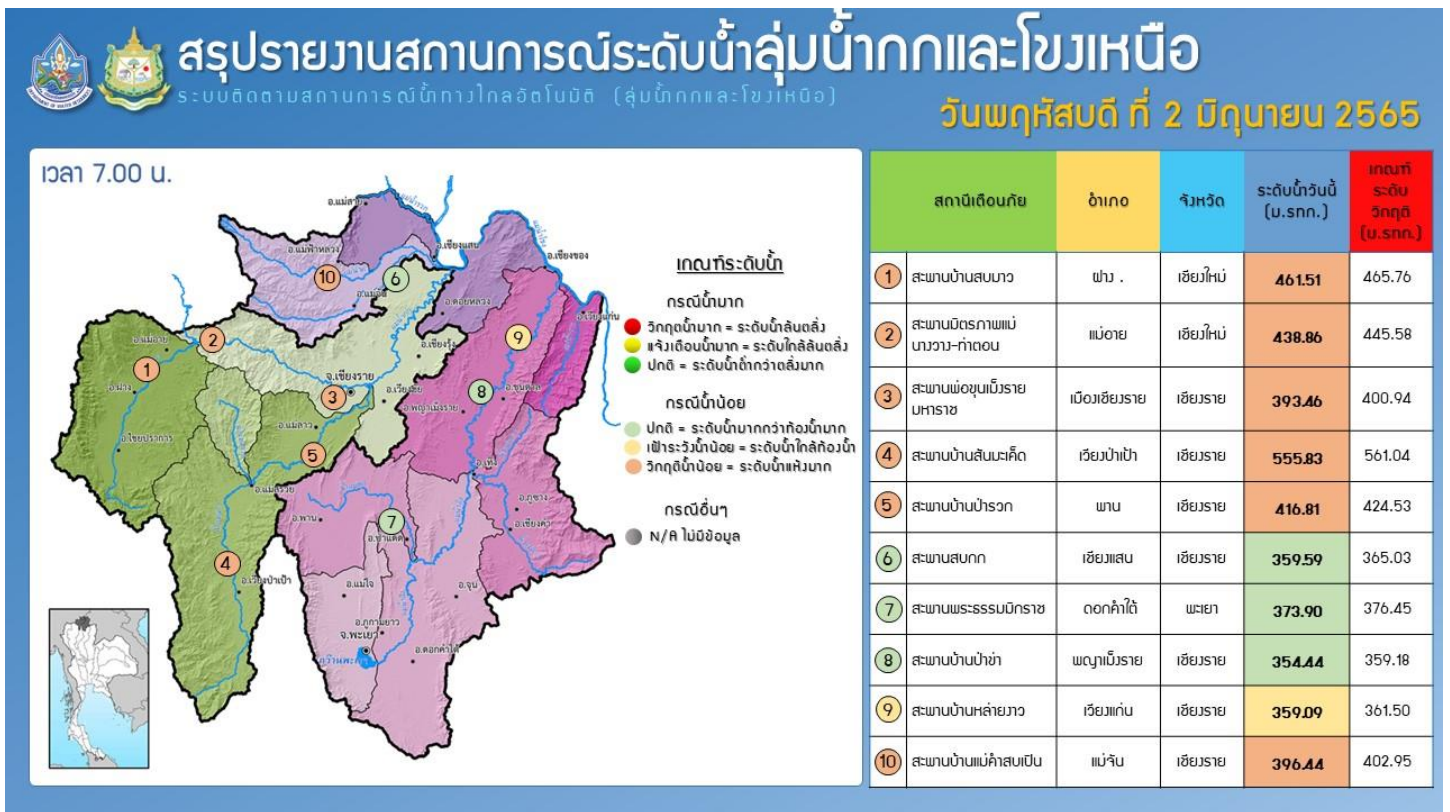 สรุปรายงานสถานการณ์ระดับน้ำลุ่มน้ำกกและโขงเหนือ
ระบบติดตามสถานการณ์น้ำทางไกลอัตโนมัติ (ลุ่มน้ำกกและโขงเหนือ)
วันพฤหัสบดี ที่ 2 มิถุนายน 2565
เวลา 7.00 น.
อ.แม่สาย
อ.แม่ฟ้าหลวง
อ.เชียงแสน
อ.เชียงของ
10
6
อ.ดอยหลวง
อ.เวียงแก่น
อ.แม่อาย
2
9
อ.เชียงรุ้ง
1
จ.เชียงราย
อ.ฝาง
3
8
อ.ขุนตาล
อ.พญาเม็งราย
อ.แม่ลาว
อ.ไชยปราการ
5
อ.เทิง
อ.แม่สรวย
อ.ภูซาง
อ.พาน
7
อ.เชียงคำ
อ.ป่าแดด
4
อ.เวียงป่าเป้า
อ.แม่ใจ
อ.จุน
อ.ภูกามยาว
จ.พะเยา
อ.ดอกคำใต้
เกณฑ์ระดับน้ำ
กรณีน้ำมาก
วิกฤตน้ำมาก = ระดับน้ำล้นตลิ่ง
แจ้งเตือนน้ำมาก = ระดับใกล้ล้นตลิ่ง
ปกติ = ระดับน้ำต่ำกว่าตลิ่งมาก
กรณีน้ำน้อย
ปกติ = ระดับน้ำมากกว่าท้องน้ำมาก
เฝ้าระวังน้ำน้อย = ระดับน้ำใกล้ท้องน้ำ
วิกฤติน้ำน้อย = ระดับน้ำแห้งมาก
กรณีอื่นๆ
N/A ไม่มีข้อมูล
สถานีเตือนภัย อำเภอ จังหวัด ระดับน้ำวันนี้ (ม.รทก.) เกณฑ์ระดับวิกฤติ (ม.รทก.)
1 สะพานบ้านสบมาว ฝาง . เชียงใหม่ 461.51 465.76
2 สะพานมิตรภาพแม่นางวาง-ท่าตอน แม่อาย เชียงใหม่ 438.86 445.58
3 สะพานพ่อขุนเม็งรายมหาราช เมืองเชียงราย เชียงราย 393.46 400.94
4 สะพานบ้านสันมะเค็ด เวียงป่าเป้า เชียงราย 555.83 561.04
5 สะพานบ้านป่ารวก พาน เชียงราย 416.81 424.53
6 สะพานสบกก เชียงแสน เชียงราย 359.59 365.03
7 สะพานพระธรรมมิกราช ดอกคำใต้ พะเยา 373.90 376.45
8 สะพานบ้านป่าข่า พญาเม็งราย เชียงราย 354.44 359.18
9 สะพานบ้านหล่ายงาว เวียงแก่น เชียงราย 359.09 361.50
10 สะพานบ้านแม่คำสบเปิน แม่จัน เชียงราย 396.44 402.95